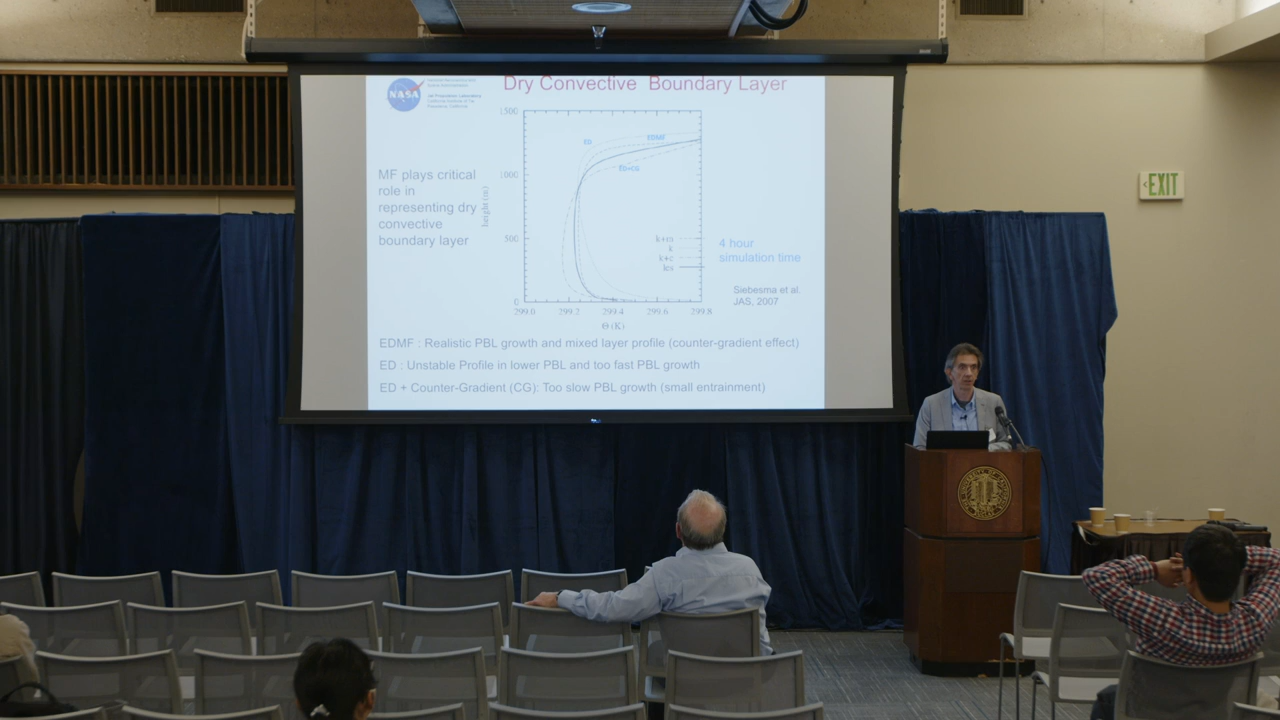 Dry Convective Boundary Layer
NASA
Jet Propulsion Laboratory
California Institute of Technology
Pasadena, California
MF plays critical
role in
representing dry
convective
boundary layer
height (m)
1500
1000
500
0
ED
EDMF
ED+CG
k+m
k
k+c
les
4 hour
simulation time
Siebesma et al.
JAS, 2007
299.0 299.2 299.4 299.6 299.8
Θ (K)
EDMF : Realistic PBL growth and mixed layer profile (counter-gradient effect)
ED : Unstable Profile in lower PBL and too fast PBL growth
ED + Counter-Gradient (CG): Too slow PBL growth (small entrainment)
EXIT